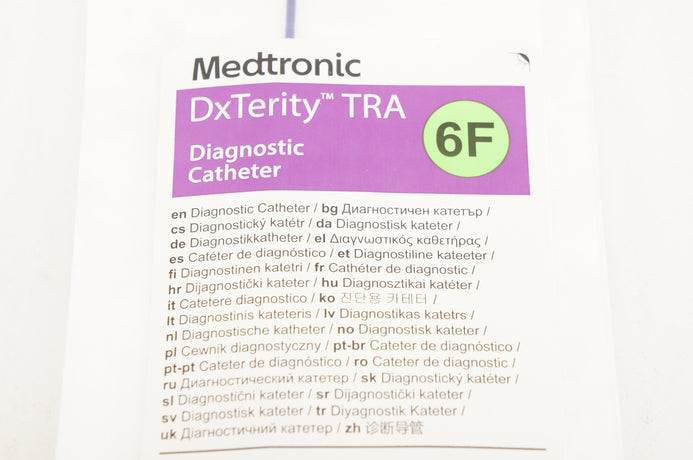 Medtronic
DxTerity™ TRA
6F
Diagnostic
Catheter
en Diagnostic Catheter / bg Диагностичен катетър /
cs Diagnostický katétr / da Diagnostisk kateter /
de Diagnostikkatheter / el Διαγνωστικός καθετήρας /
es Catéter de diagnóstico / et Diagnostiline kateeter /
fi Diagnostinen katetri / fr Cathéter de diagnostic /
hr Dijagnostički kateter / hu Diagnosztikai katéter /
it Catetere diagnostico / ko 진단용 카테터 /
lt Diagnostinis kateteris / lv Diagnostikas katetrs /
nl Diagnostische katheter / no Diagnostisk kateter /
pl Cewnik diagnostyczny / pt-br Cateter de diagnóstico /
pt-pt Cateter de diagnóstico / ro Cateter de diagnostic /
ru Диагностический катетер / sk Diagnostický katéter /
sl Diagnostični kateter / sr Dijagnostički kateter /
sv Diagnostisk kateter / tr Diyagnostik Kateter /
uk Діагностичний катетер / zh 诊断导管